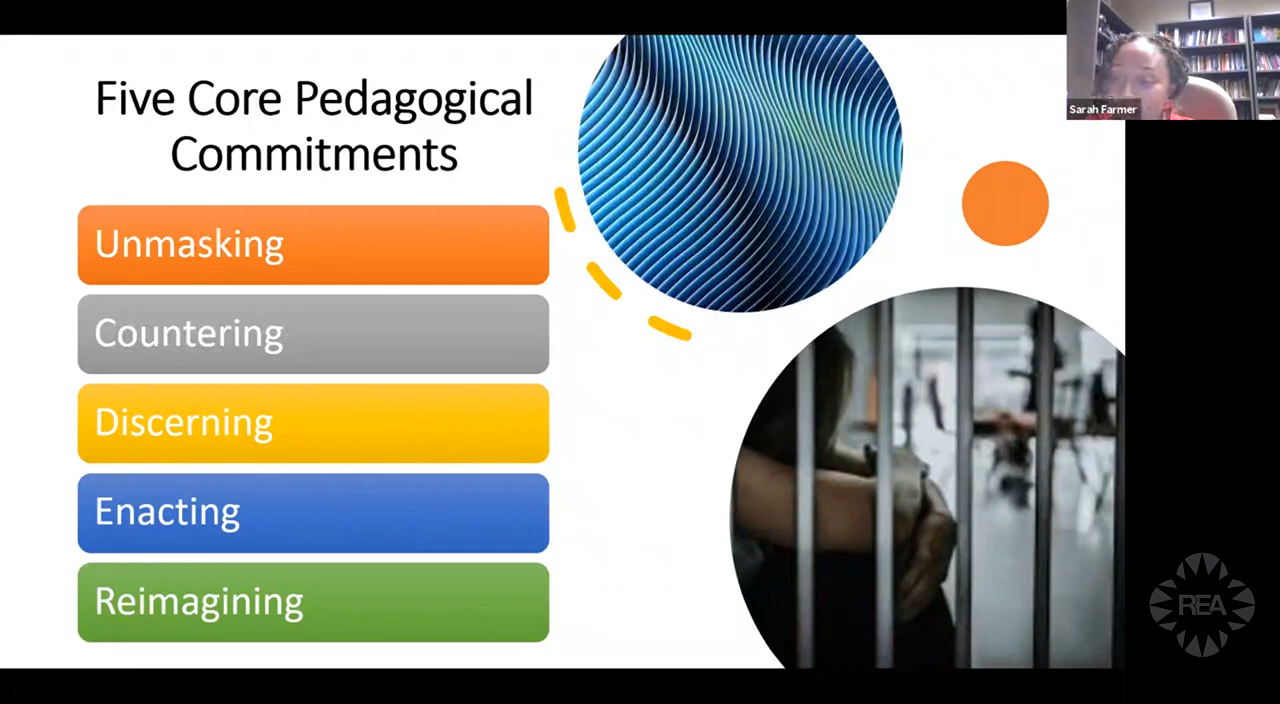 Five Core Pedagogical
Commitments
Unmasking
Countering
Discerning
Enacting
Reimagining
Sarah Farmer
REA